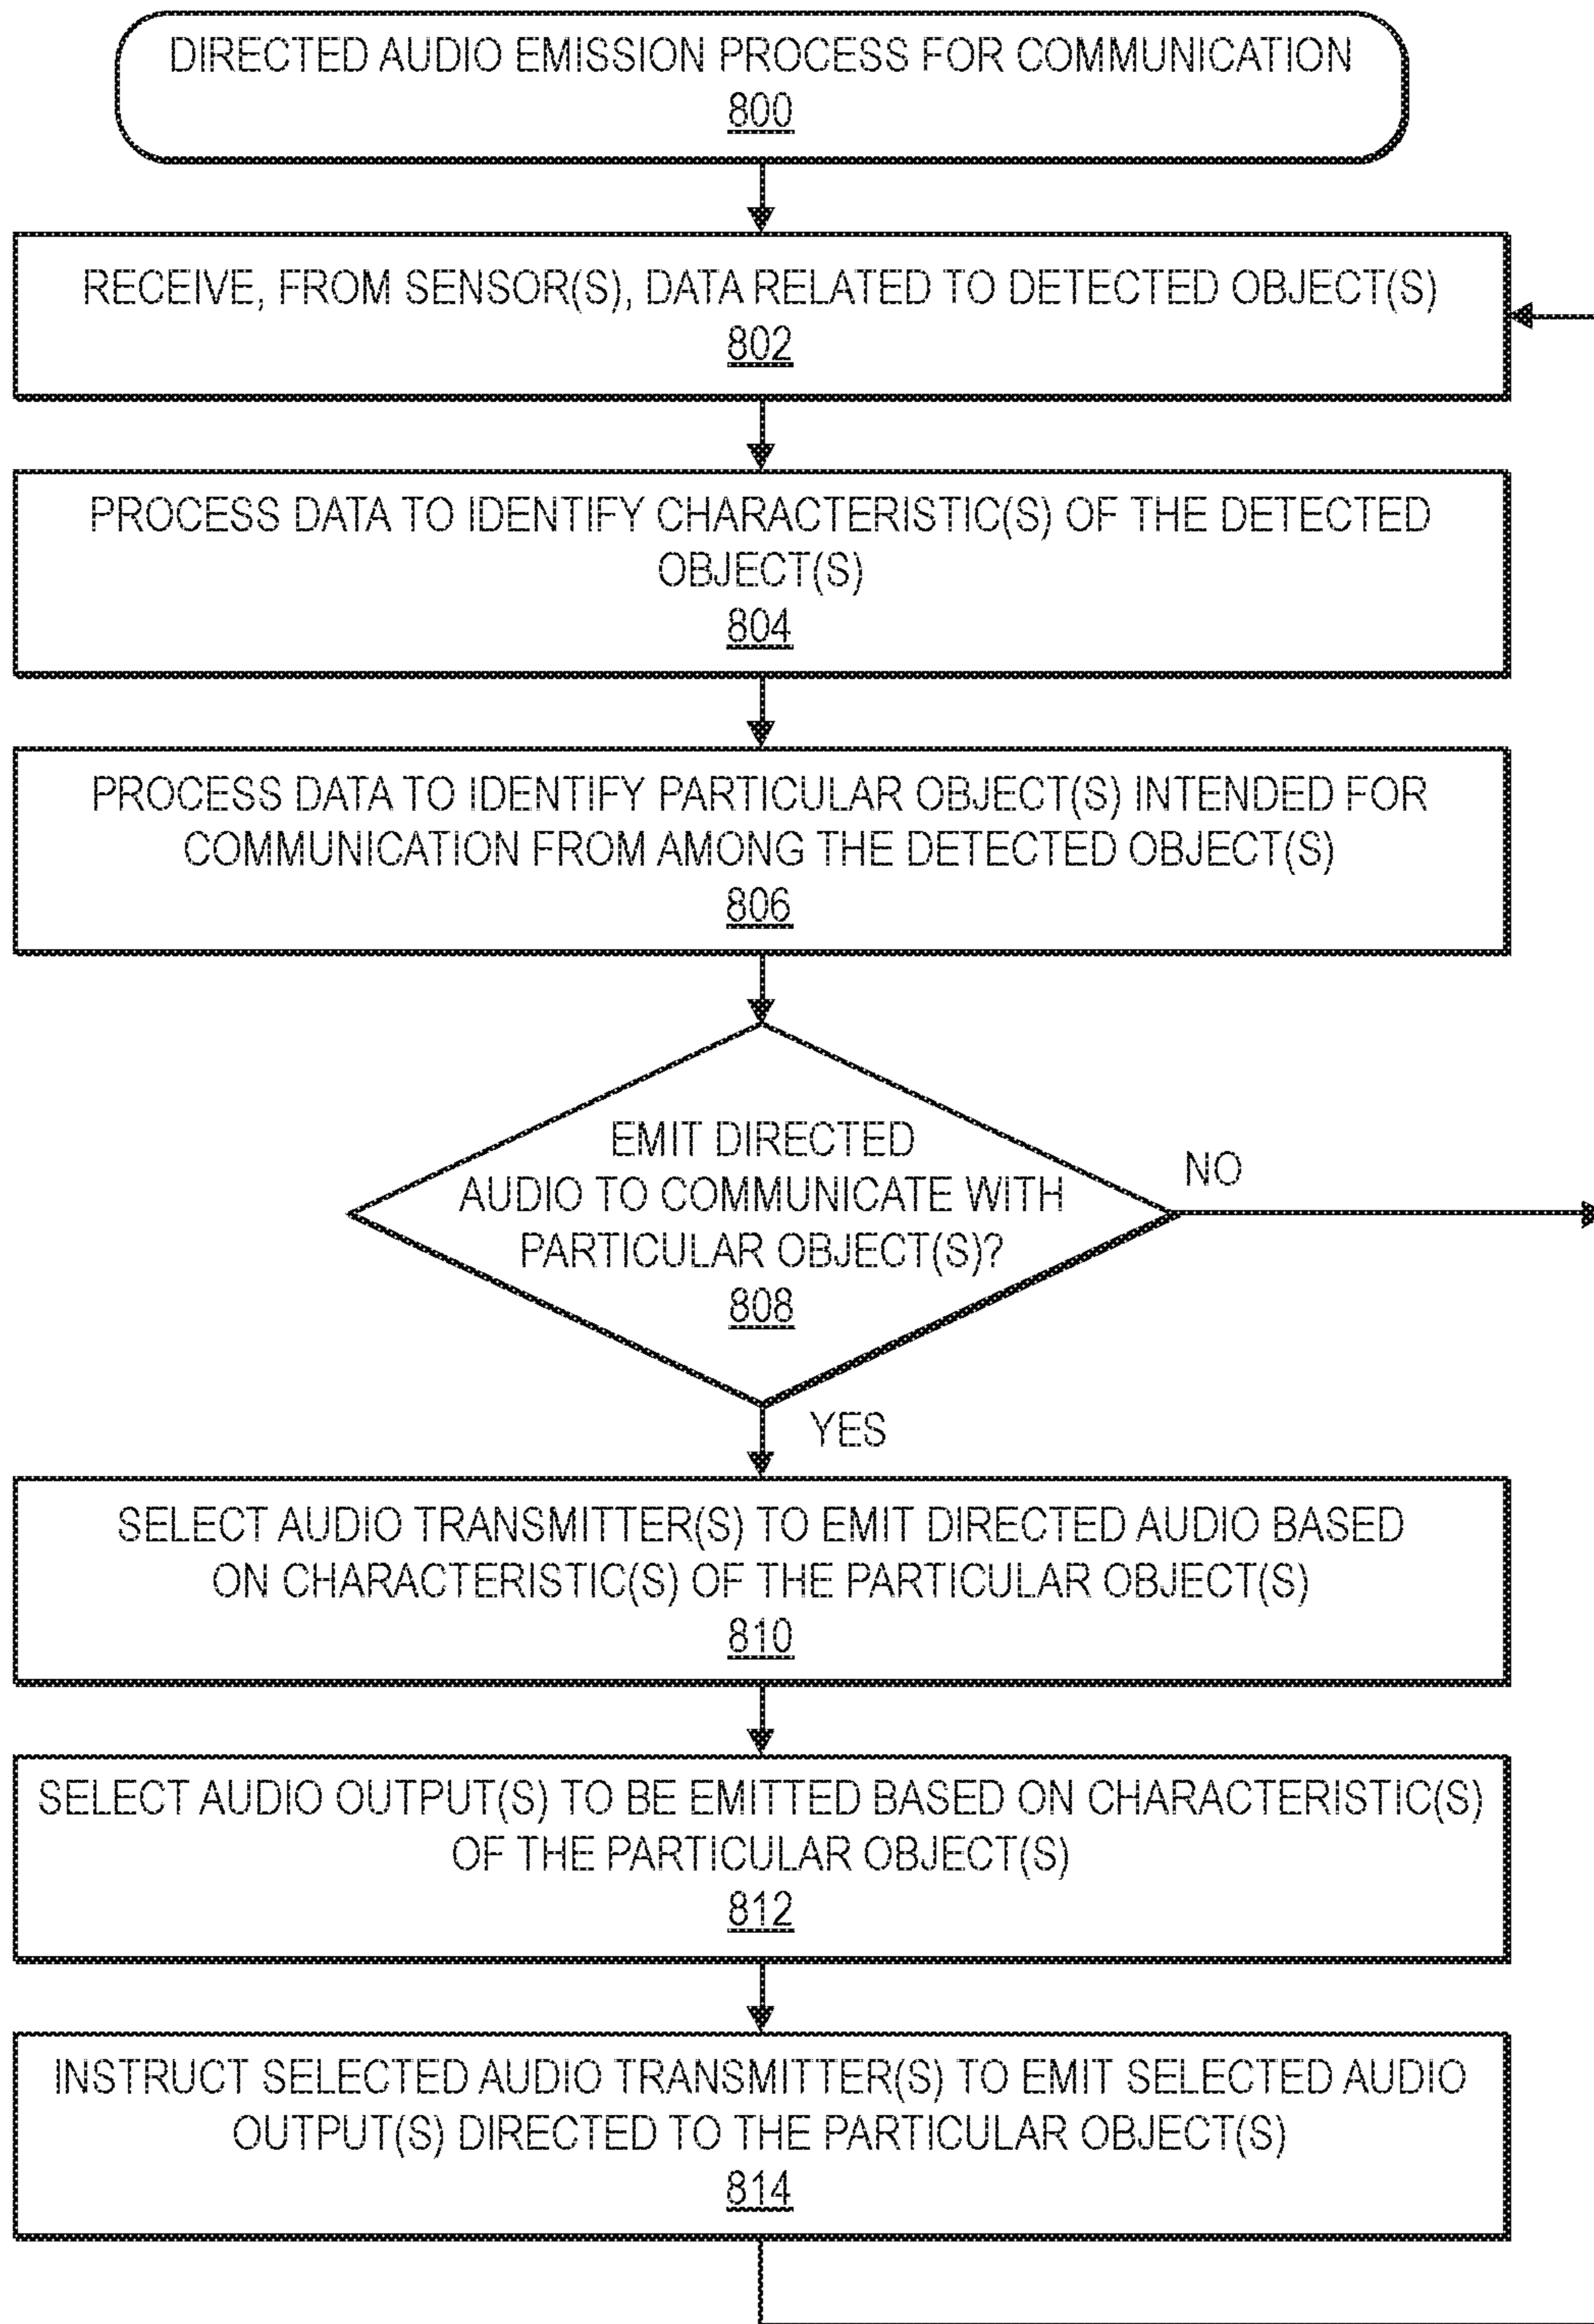 DIRECTED AUDIO EMISSION PROCESS FOR COMMUNICATION
800
RECEIVE, FROM SENSOR(S), DATA RELATED TO DETECTED OBJECT(S)
802
PROCESS DATA TO IDENTIFY CHARACTERISTIC(S) OF THE DETECTED
OBJECT(S)
804
PROCESS DATA TO IDENTIFY PARTICULAR OBJECT(S) INTENDED FOR
COMMUNICATION FROM AMONG THE DETECTED OBJECT(S)
806
EMIT DIRECTED
AUDIO TO COMMUNICATE WITH
PARTICULAR OBJECT(S)?
808
NO
YES
SELECT AUDIO TRANSMITTER(S) TO EMIT DIRECTED AUDIO BASED
ON CHARACTERISTIC(S) OF THE PARTICULAR OBJECT(S)
810
SELECT AUDIO OUTPUT(S) TO BE EMITTED BASED ON CHARACTERISTIC(S)
OF THE PARTICULAR OBJECT(S)
812
INSTRUCT SELECTED AUDIO TRANSMITTER(S) TO EMIT SELECTED AUDIO
OUTPUT(S) DIRECTED TO THE PARTICULAR OBJECT(S)
814